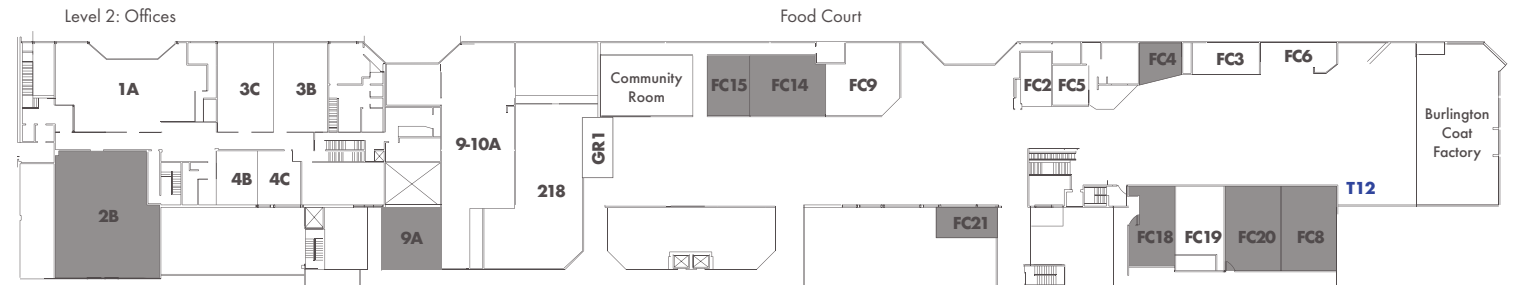 Level 2: Offices
Food Court
1A
3C
3B
9-10A
Community
Room
FC15
FC14
FC9
FC2
FC5
FC4
FC3
FC6
Burlington
Coat
Factory
GR1
2B
4B
4C
218
9A
FC21
T12
FC18
FC19
FC20
FC8